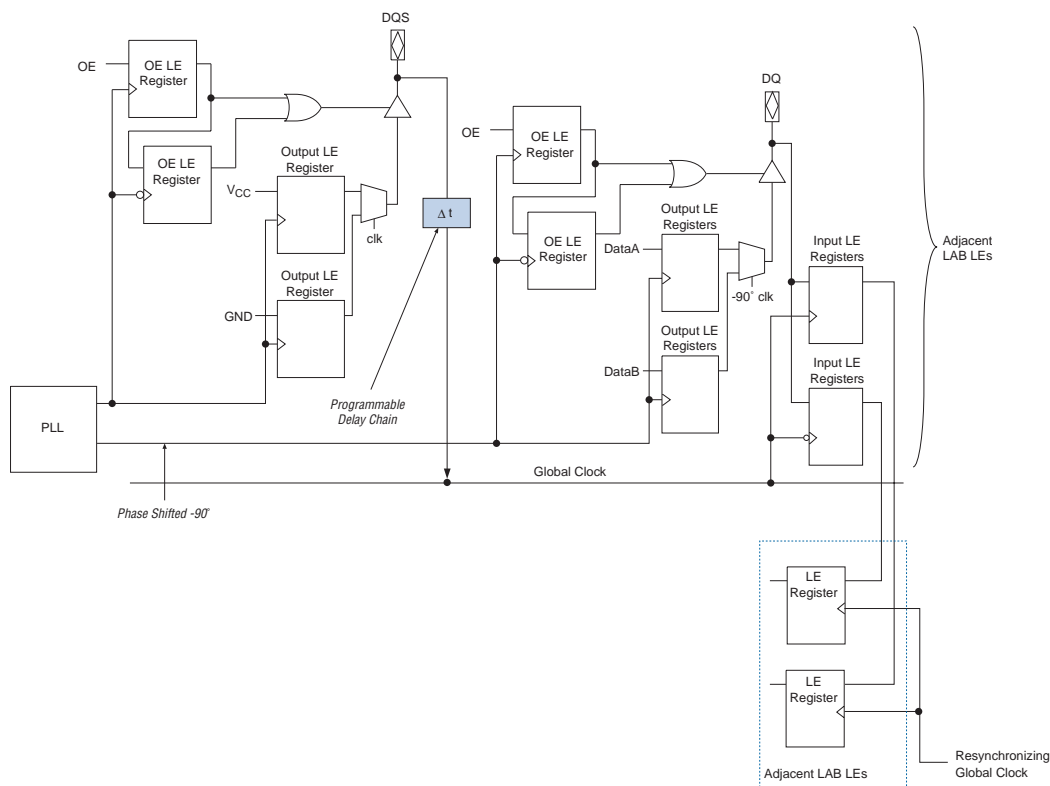 DQS
OE
OE LE
Register
OE LE
Register
Output LE
Register
VCC
clk
Δ t
Output LE
Register
GND
PLL
Programmable
Delay Chain
Phase Shifted -90°
Global Clock
DQ
OE
OE LE
Register
OE LE
Register
Output LE
Registers
DataA
-90° clk
Output LE
Registers
DataB
Input LE
Registers
Input LE
Registers
Adjacent
LAB LEs
LE
Register
LE
Register
Adjacent LAB LEs
Resynchronizing
Global Clock